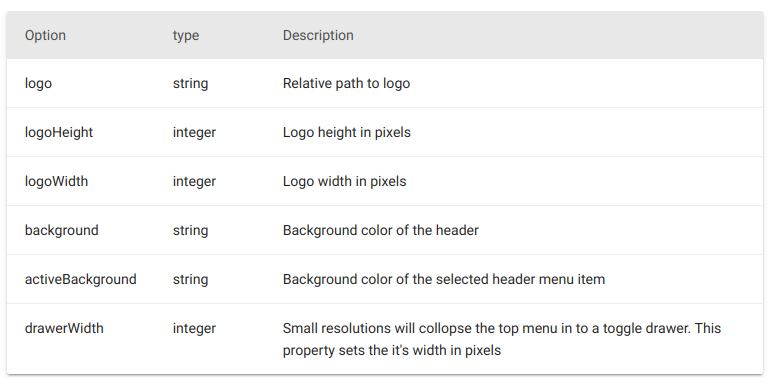 Option type Description
logo string Relative path to logo
logoHeight integer Logo height in pixels
logoWidth integer Logo width in pixels
background string Background color of the header
activeBackground string Background color of the selected header menu item
drawerWidth integer Small resolutions will collopse the top menu in to a toggle drawer. This
property sets the it's width in pixels